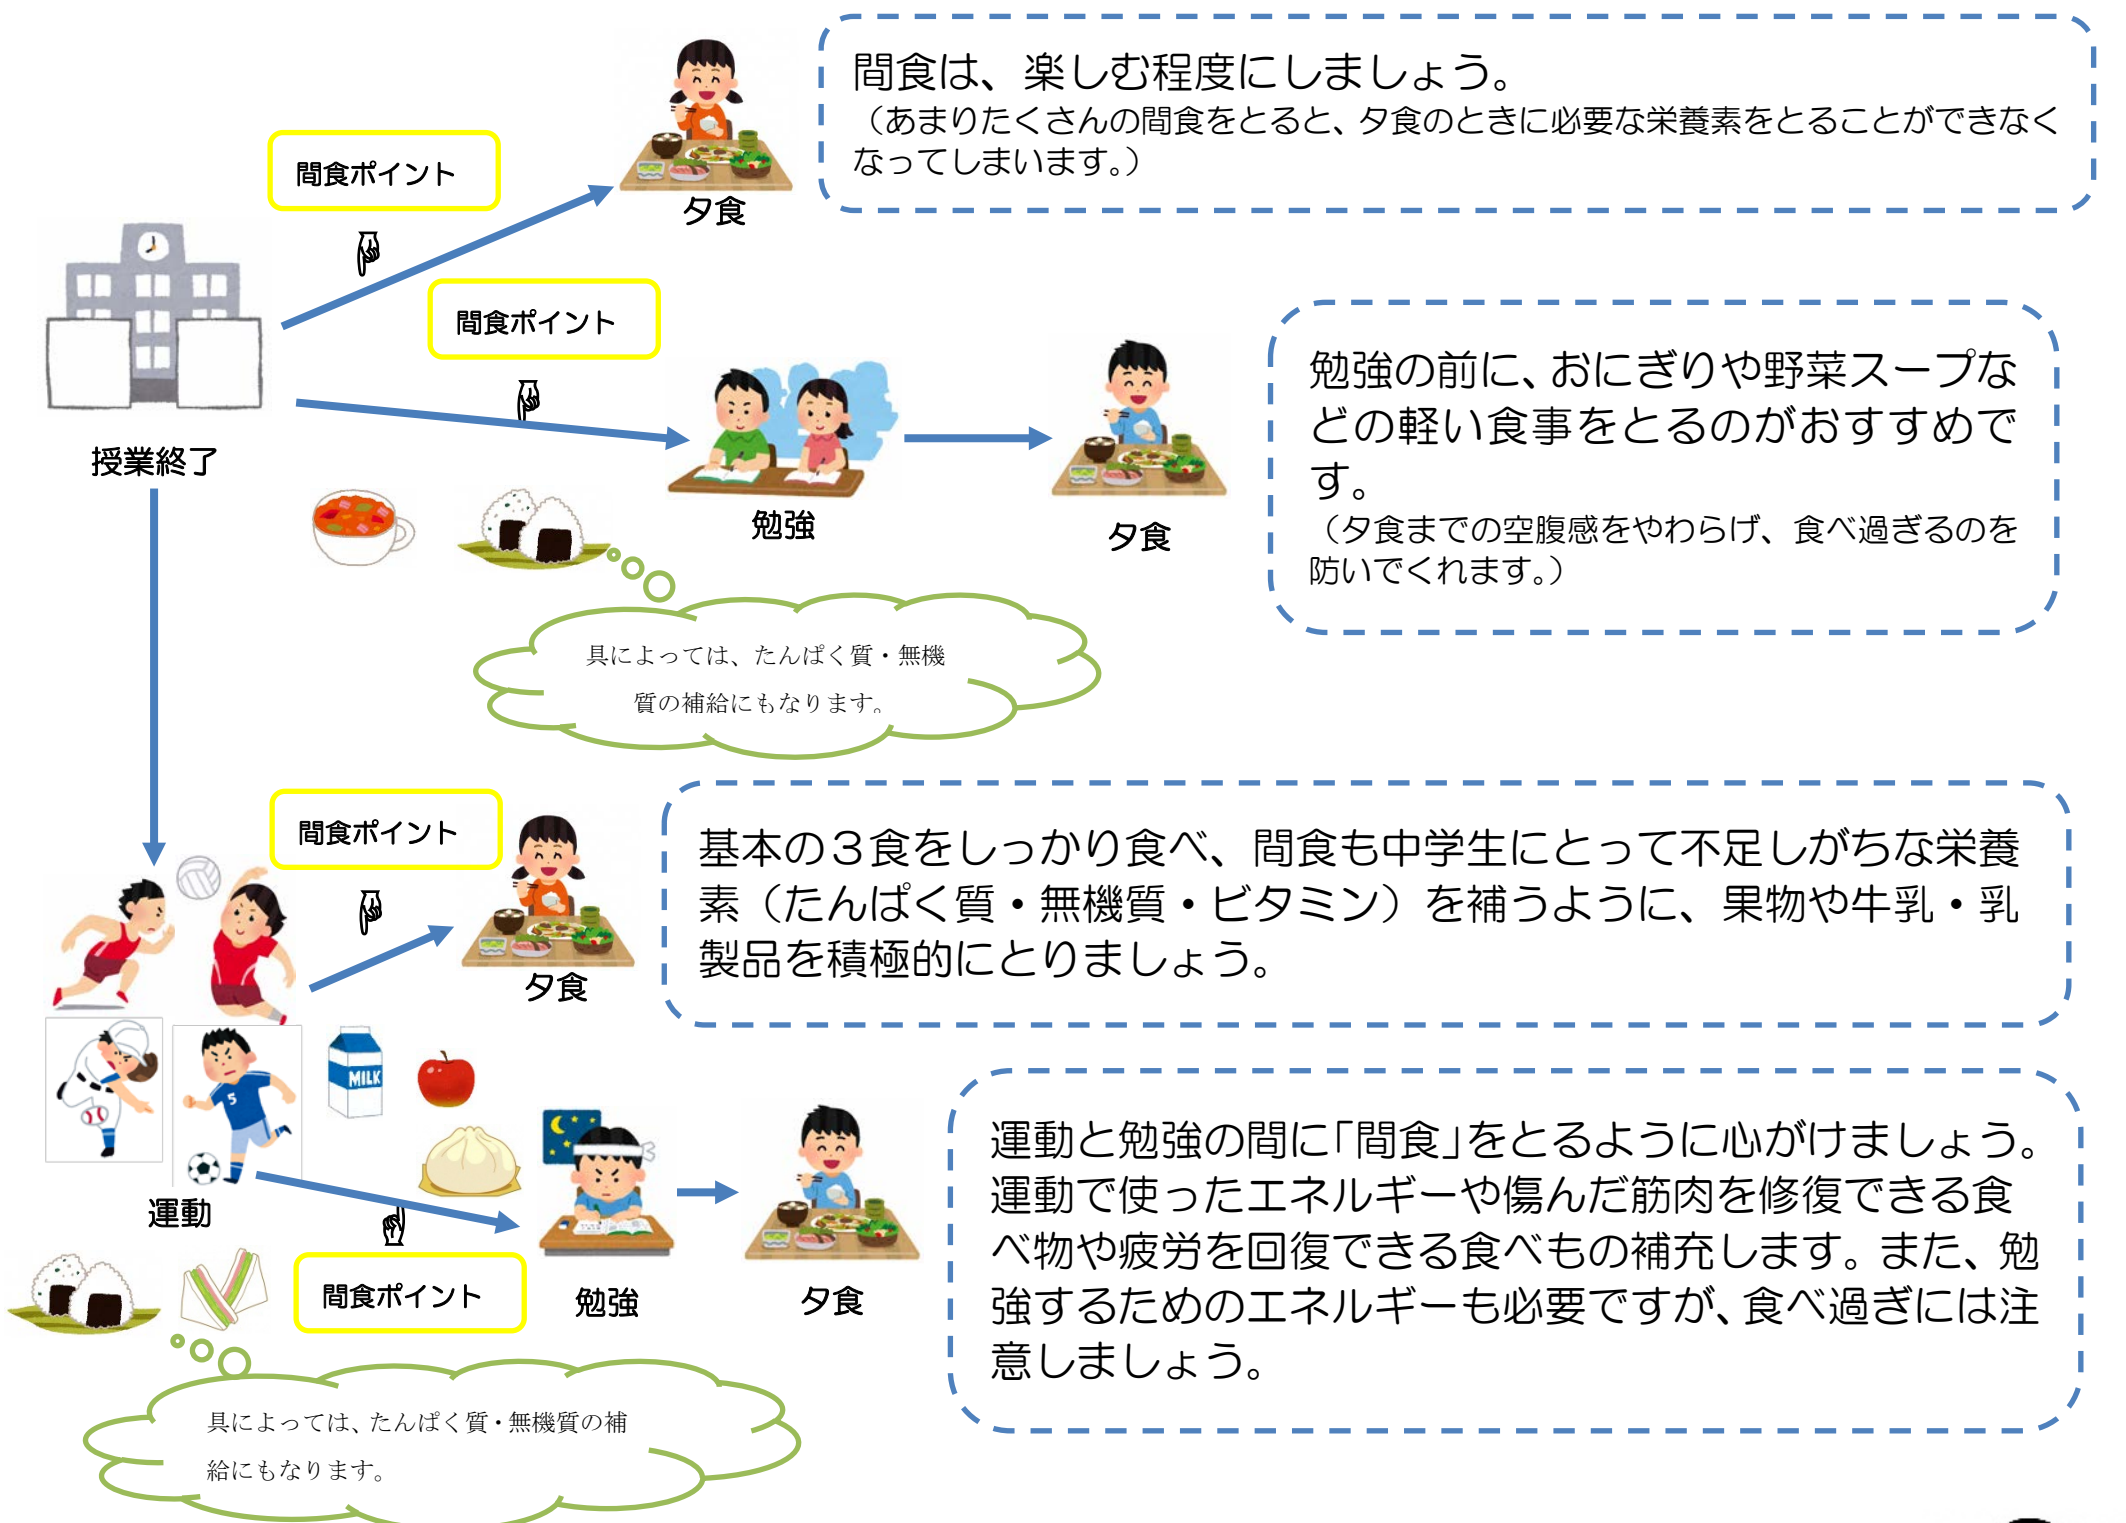 間食は、楽しむ程度にしましょう。
（あまりたくさんの間食をとると、夕食のときに必要な栄養素をとることができなく
なってしまいます。）
間食ポイント
夕食
間食ポイント
授業終了
勉強
夕食
勉強の前に、おにぎりや野菜スープな
どの軽い食事をとるのがおすすめで
す。
（夕食までの空腹感をやわらげ、食べ過ぎるのを
防いでくれます。）
具によっては、たんぱく質・無機
質の補給にもなります。
間食ポイント
夕食
基本の３食をしっかり食べ、間食も中学生にとって不足しがちな栄養
素（たんぱく質・無機質・ビタミン）を補うように、果物や牛乳・乳
製品を積極的にとりましょう。
5
MILK
運動
間食ポイント
勉強
夕食
運動と勉強の間に「間食」をとるように心がけましょう。
運動で使ったエネルギーや傷んだ筋肉を修復できる食
べ物や疲労を回復できる食べもの補充します。また、勉
強するためのエネルギーも必要ですが、食べ過ぎには注
意しましょう。
具によっては、たんぱく質・無機質の補
給にもなります。